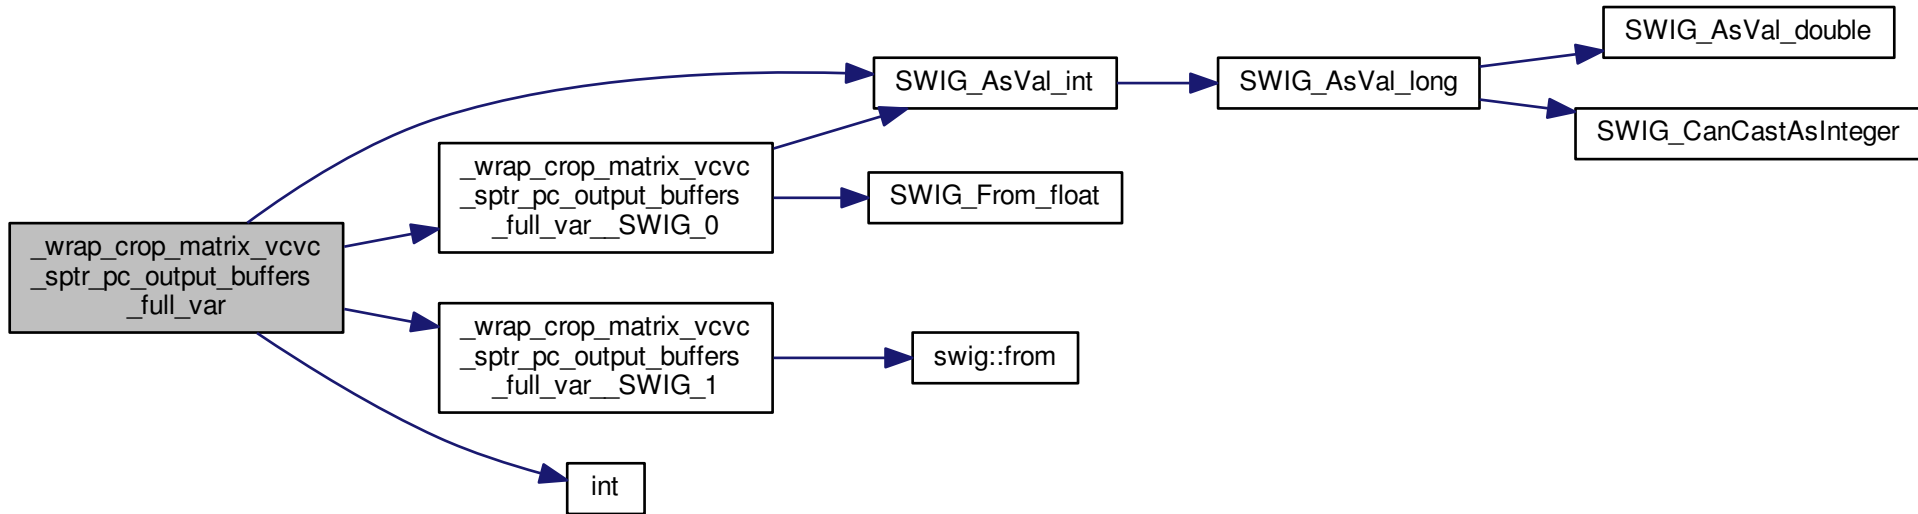 _wrap_crop_matrix_vcvc
_sptr_pc_output_buffers
_full_var
_wrap_crop_matrix_vcvc
_sptr_pc_output_buffers
_full_var__SWIG_0
_wrap_crop_matrix_vcvc
_sptr_pc_output_buffers
_full_var__SWIG_1
int
SWIG_AsVal_int
SWIG_From_float
swig::from
SWIG_AsVal_long
SWIG_AsVal_double
SWIG_CanCastAsInteger